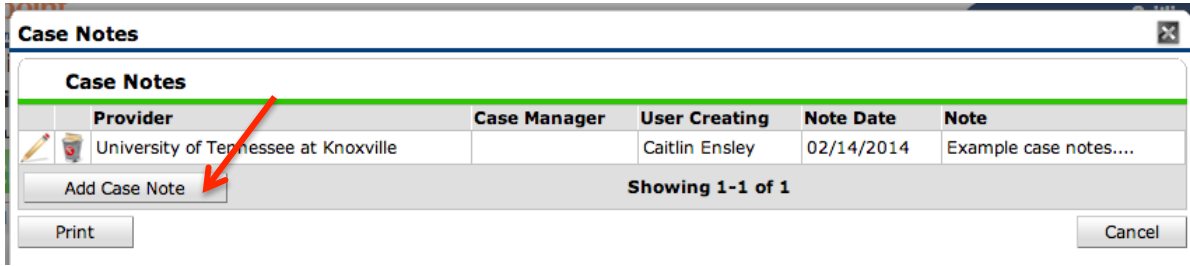 Case Notes
Case Notes
Provider Case Manager User Creating Note Date Note
University of Tennessee at Knoxville Caitlin Ensley 02/14/2014 Example case notes....
Add Case Note Showing 1-1 of 1
Print Cancel